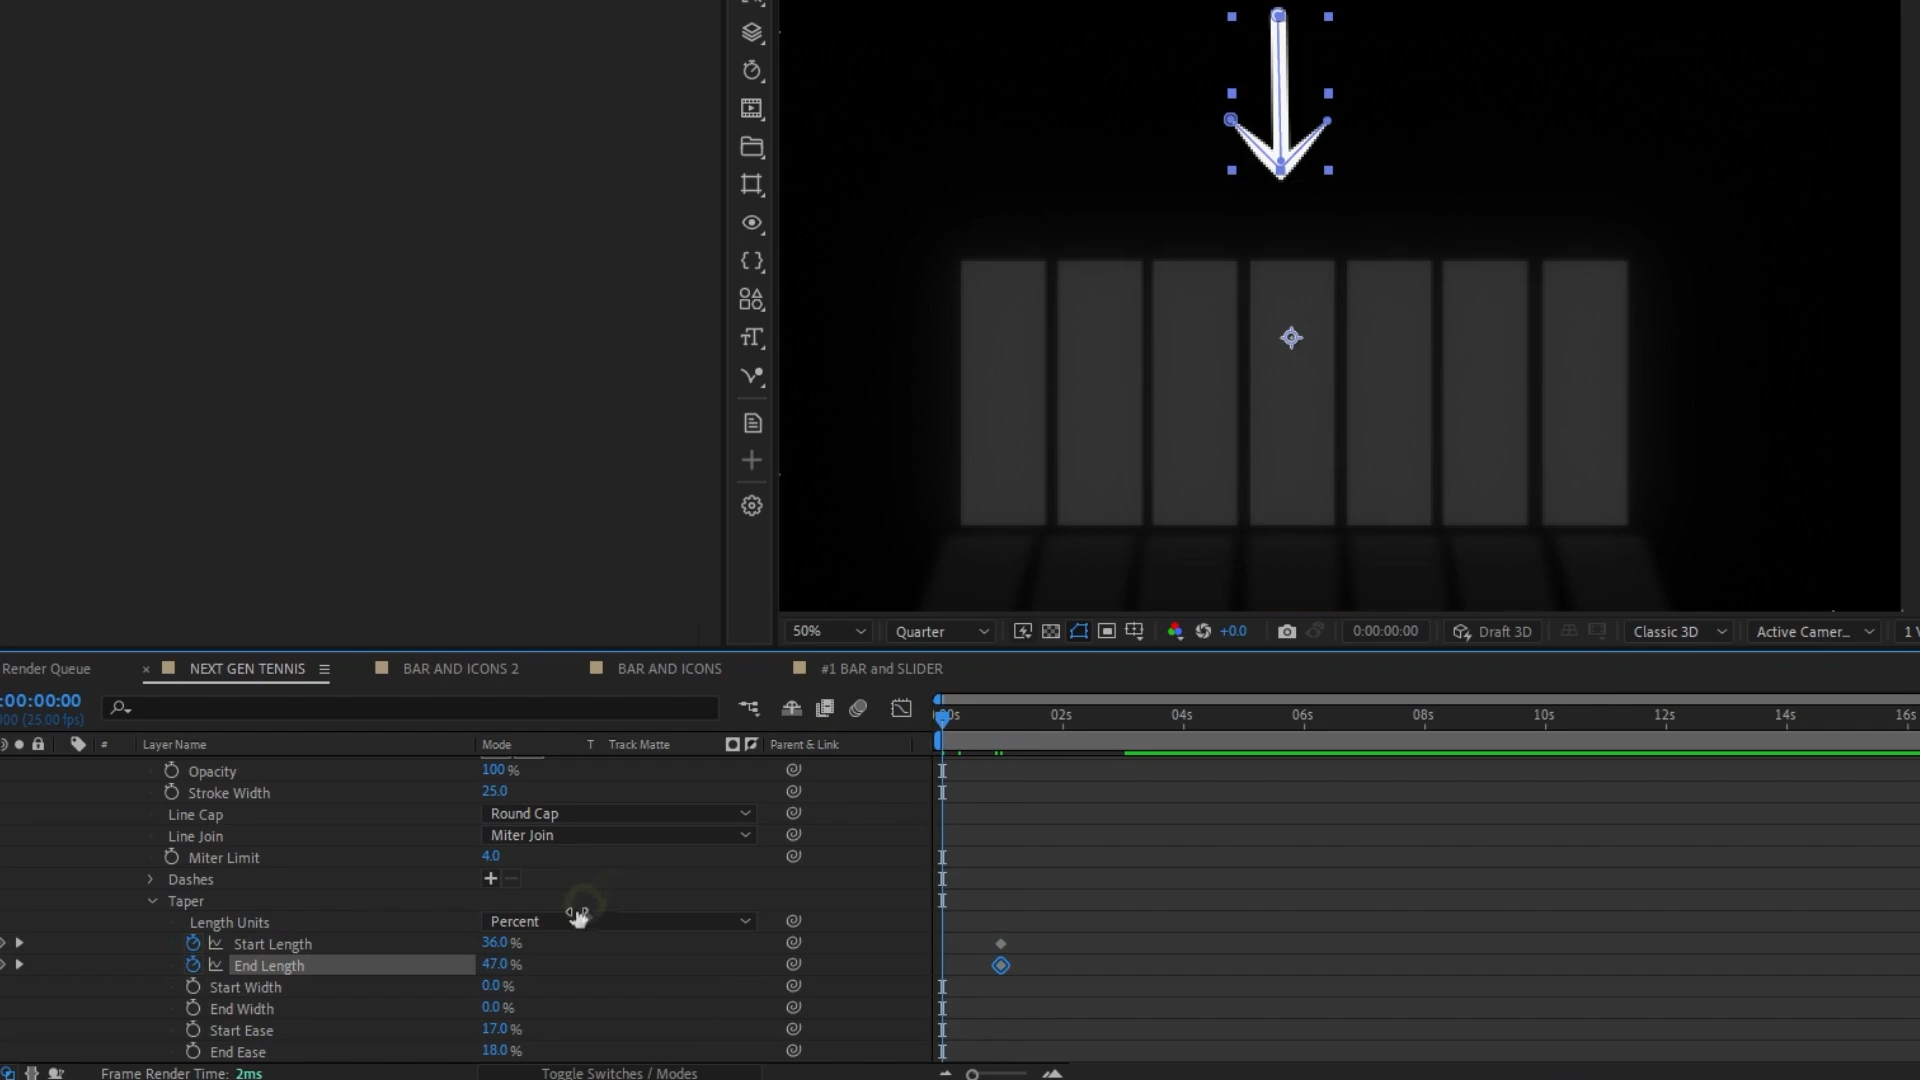 50%
Quarter
+0.0
0:00:00:00
Draft 3D
Classic 3D
Active Camer...
1 V
Render Queue
× NEXT GEN TENNIS
BAR AND ICONS 2
BAR AND ICONS
#1 BAR and SLIDER
:00:00:00
000 (25.00 fps)
00s
02s
04s
06s
08s
10s
12s
14s
16s
#
Layer Name
Mode
T
Track Matte
Parent & Link
Opacity
100 %
Stroke Width
25.0
Line Cap
Round Cap
Line Join
Miter Join
Miter Limit
4.0
Dashes
+ −
Taper
Length Units
Percent
Start Length
36.0 %
End Length
47.0 %
Start Width
0.0 %
End Width
0.0 %
Start Ease
17.0 %
End Ease
18.0 %
Frame Render Time: 2ms
Toggle Switches / Modes